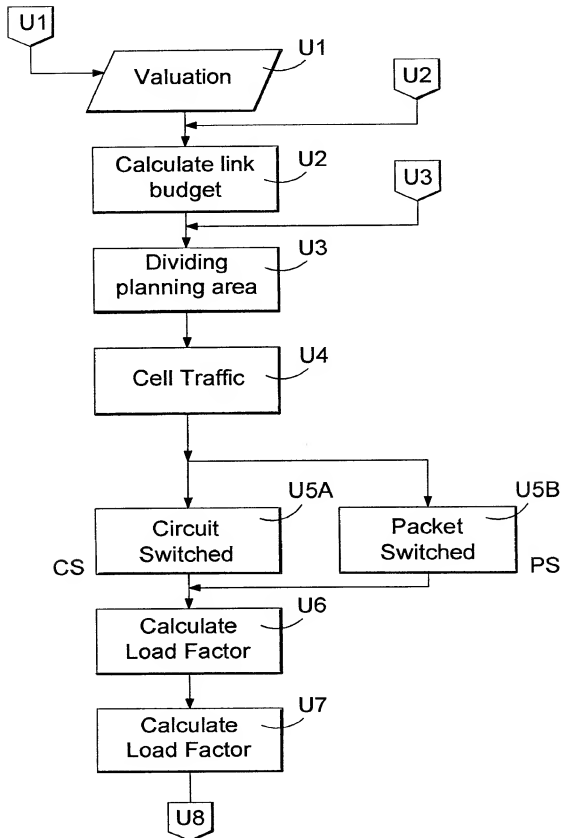 U1
U1
Valuation
U2
U2
Calculate link
budget
U3
U3
Dividing
planning area
U4
Cell Traffic
U5A
Circuit
Switched
CS
U5B
Packet
Switched
PS
U6
Calculate
Load Factor
U7
Calculate
Load Factor
U8